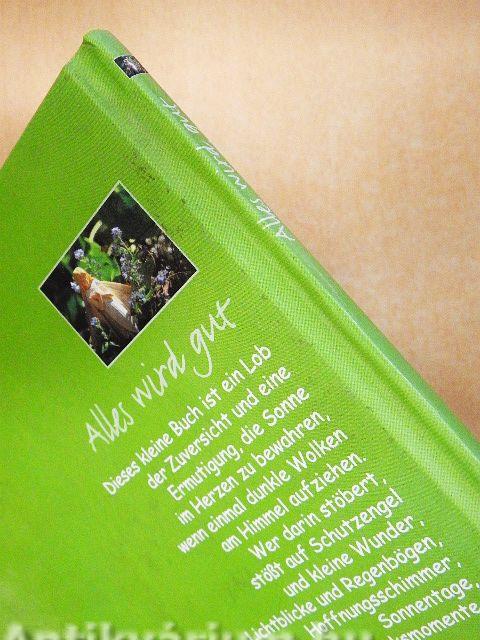 Alles wird gut
Alles wird gut
Dieses kleine Buch ist ein Lob
der Zuversicht und eine
Ermutigung, die Sonne
im Herzen zu bewahren,
wenn einmal dunkle Wolken
am Himmel aufziehen.
Wer darin stöbert,
stößt auf Schutzengel
und kleine Wunder,
Lichtblicke und Regenbögen,
Hoffnungsschimmer,
Sonnentage,